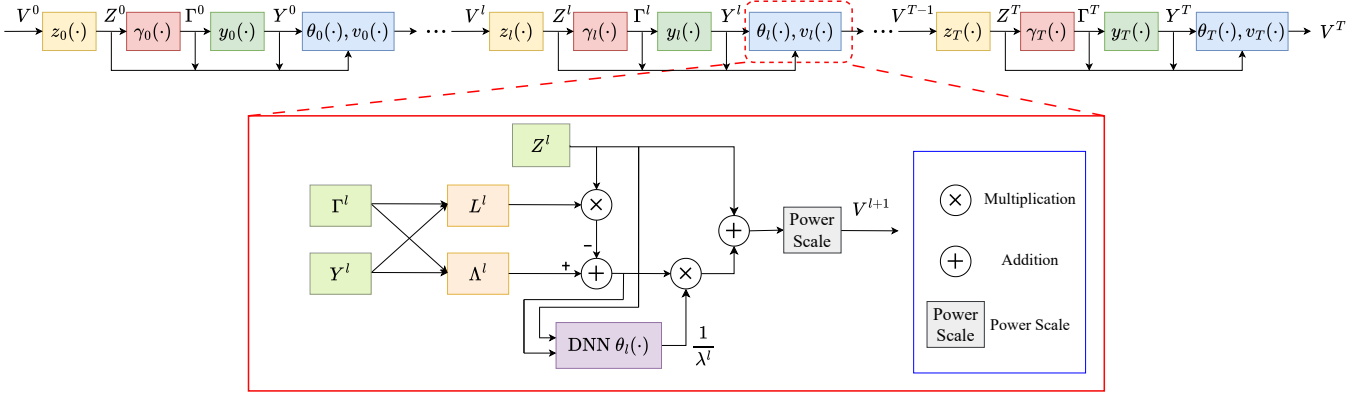 V^0 z_0(·) Z^0 γ_0(·) Γ^0 y_0(·) Y^0 θ_0(·), v_0(·) ··· V^l z_l(·) Z^l γ_l(·) Γ^l y_l(·) Y^l θ_l(·), v_l(·) ··· V^{T−1} z_T(·) Z^T γ_T(·) Γ^T y_T(·) Y^T θ_T(·), v_T(·) V^T
Z^l
Γ^l L^l × −
Y^l Λ^l + + ×
DNN θ_l(·) 1/λ^l
+ Power
Scale
V^{l+1}
× Multiplication
+ Addition
Power
Scale
Power Scale